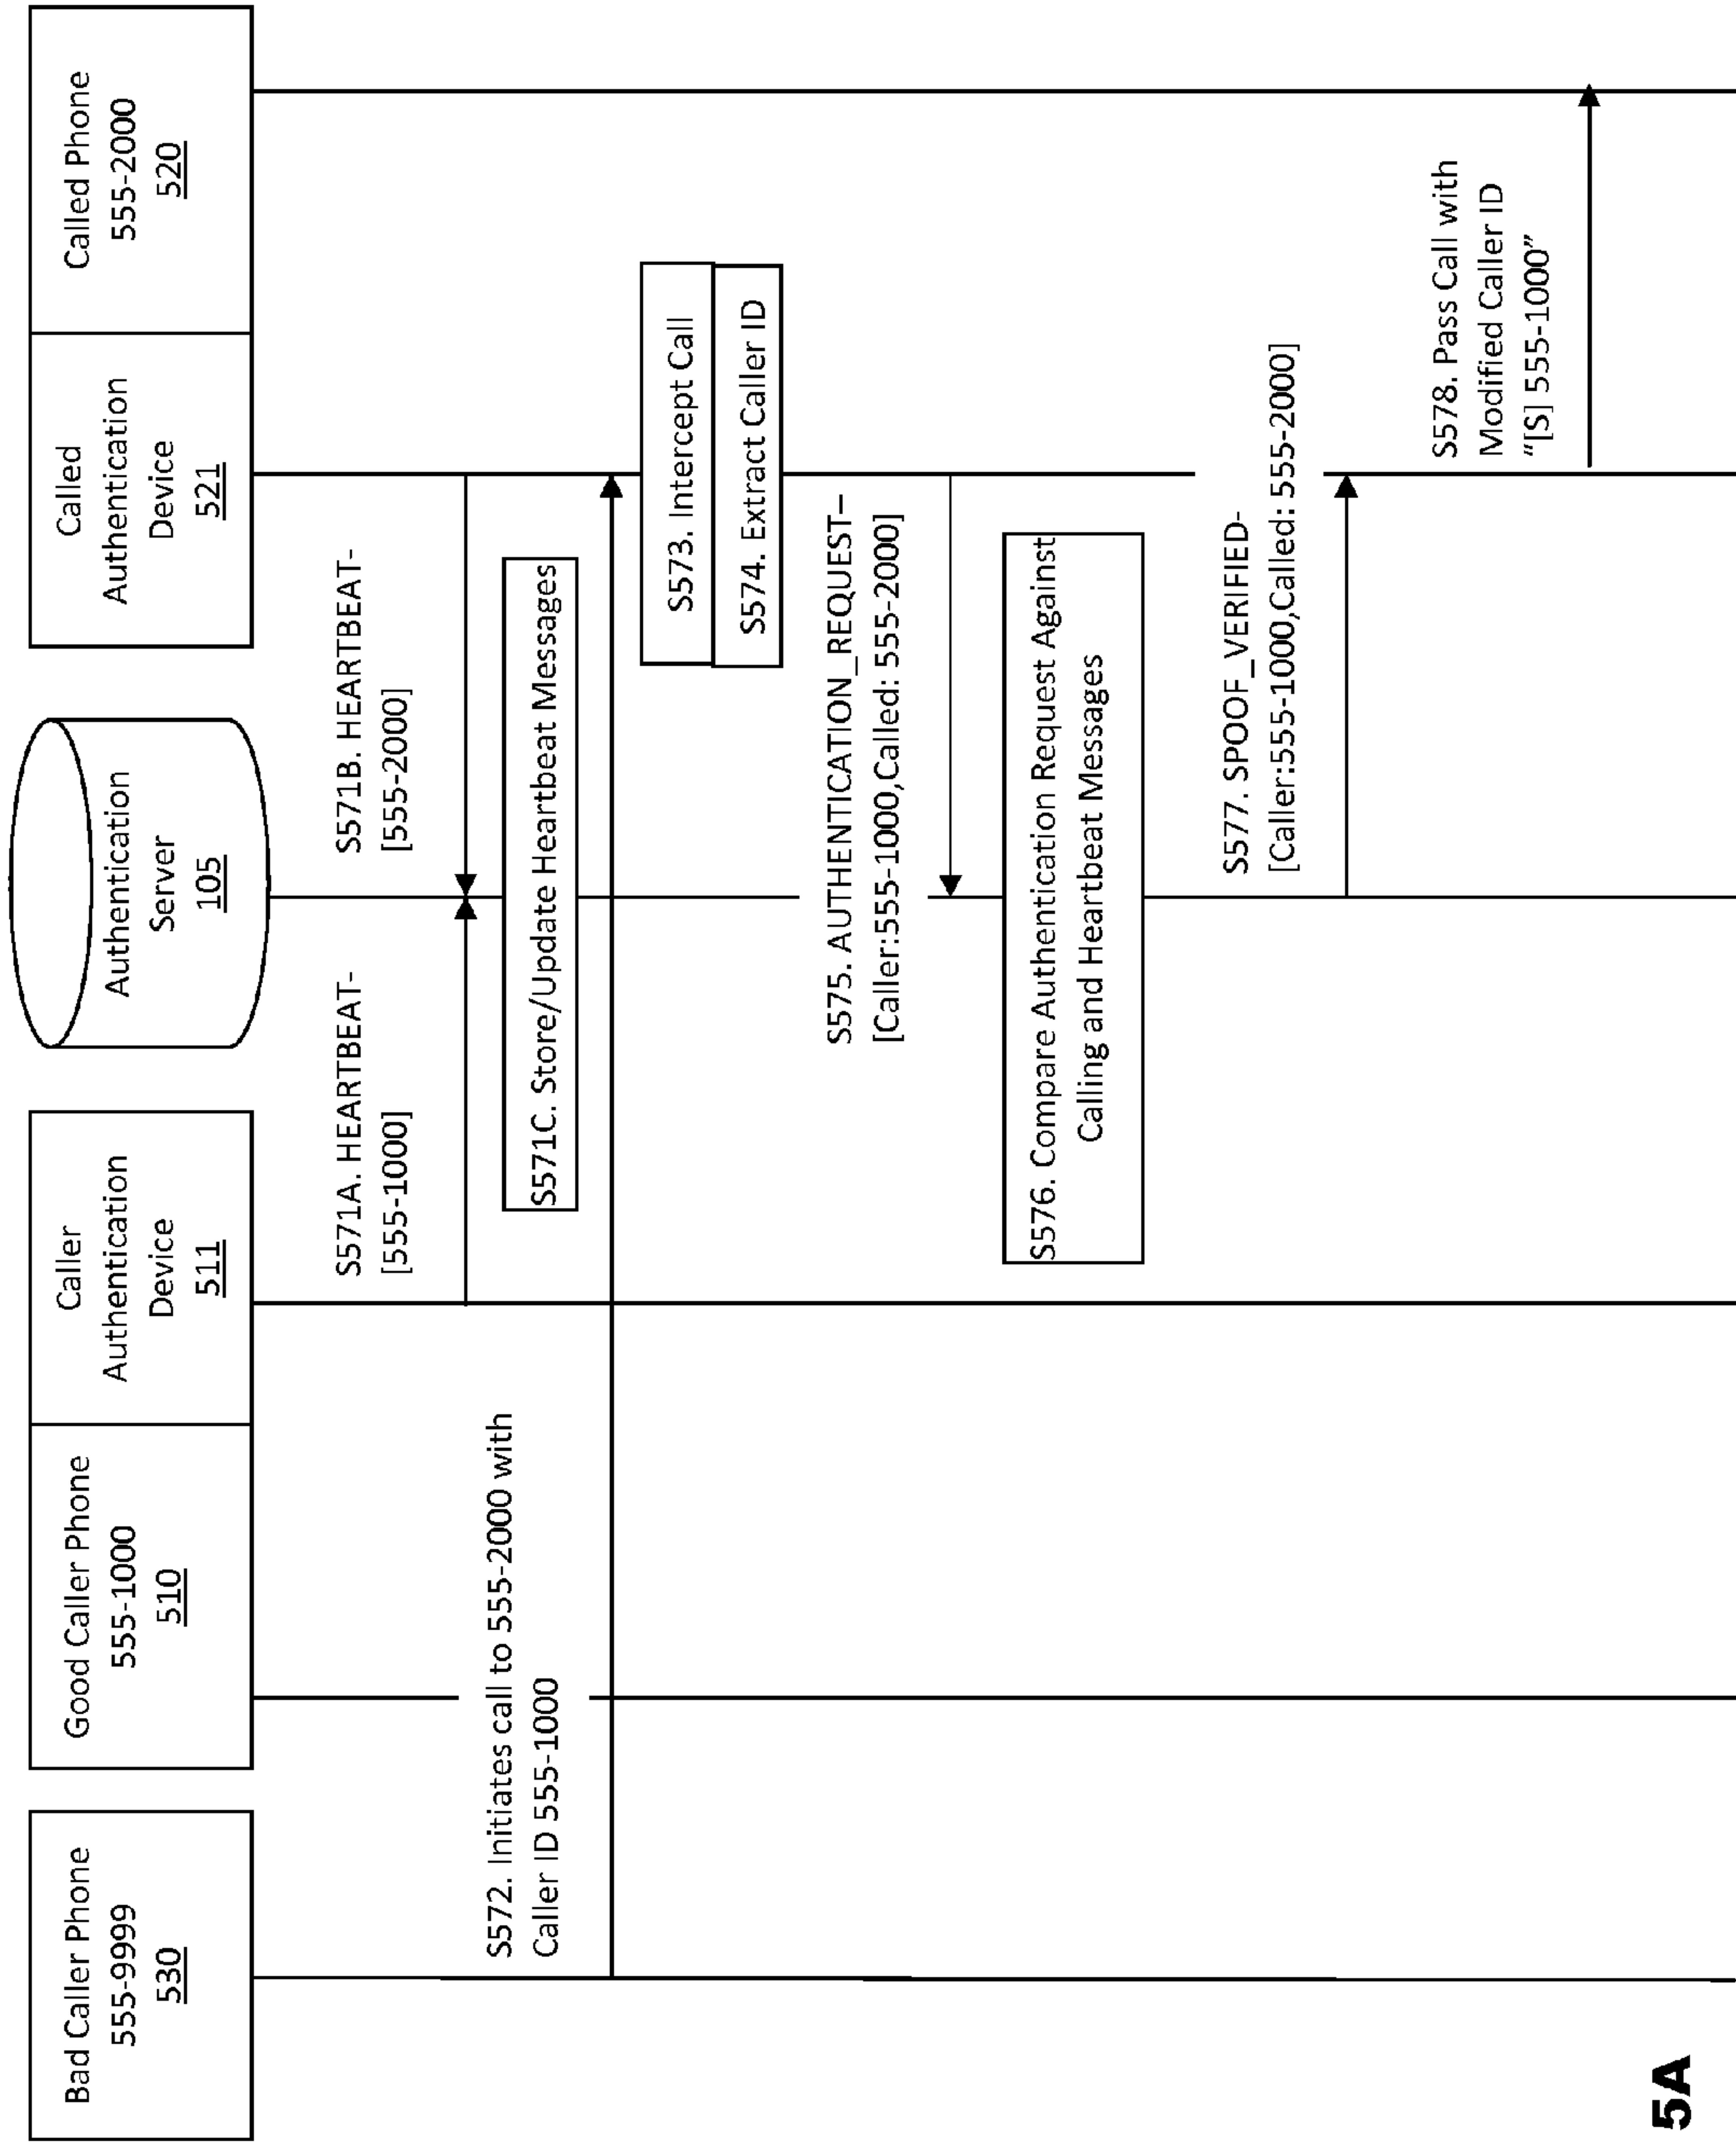 Bad Caller Phone
555-9999
530
Good Caller Phone
555-1000
510
Caller
Authentication
Device
511
Authentication
Server
105
Called
Authentication
Device
521
Called Phone
555-2000
520
S571A. HEARTBEAT-
[555-1000]
S571B. HEARTBEAT-
[555-2000]
S571C. Store/Update Heartbeat Messages
S572. Initiates call to 555-2000 with
Caller ID 555-1000
S573. Intercept Call
S574. Extract Caller ID
S575. AUTHENTICATION_REQUEST–
[Caller:555-1000,Called: 555-2000]
S576. Compare Authentication Request Against
Calling and Heartbeat Messages
S577. SPOOF_VERIFIED-
[Caller:555-1000,Called: 555-2000]
S578. Pass Call with
Modified Caller ID
“[S] 555-1000”
5A